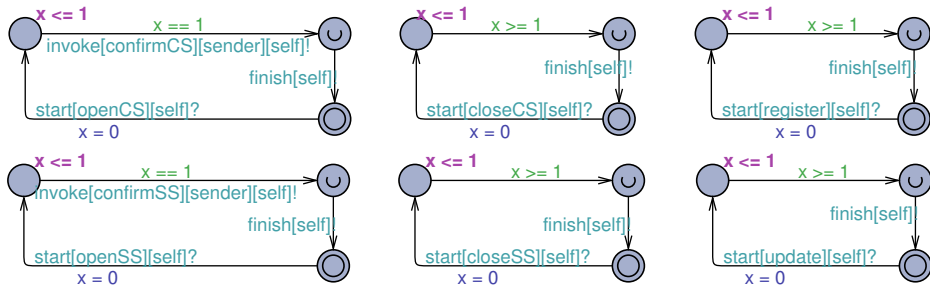 x <= 1
x == 1
invoke[confirmCS][sender][self]!
finish[self]!
start[openCS][self]?
x = 0
x <= 1
x >= 1
finish[self]!
start[closeCS][self]?
x = 0
x <= 1
x >= 1
finish[self]!
start[register][self]?
x = 0
x <= 1
x == 1
invoke[confirmSS][sender][self]!
finish[self]!
start[openSS][self]?
x = 0
x <= 1
x >= 1
finish[self]!
start[closeSS][self]?
x = 0
x <= 1
x >= 1
finish[self]!
start[update][self]?
x = 0